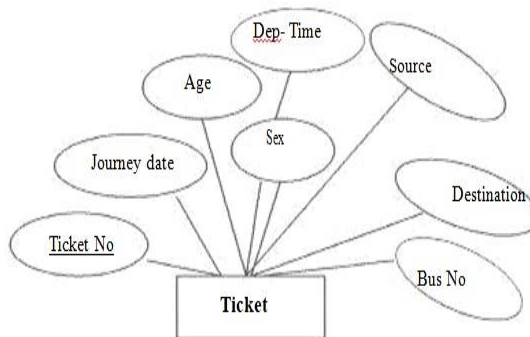 Dep- Time
Source
Age
Sex
Journey date
Destination
Ticket No
Bus No
Ticket